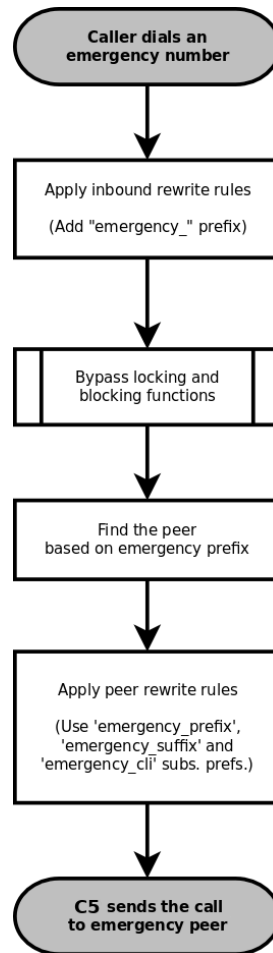 Caller dials an
emergency number
Apply inbound rewrite rules
(Add "emergency_" prefix)
Bypass locking and
blocking functions
Find the peer
based on emergency prefix
Apply peer rewrite rules
(Use 'emergency_prefix',
'emergency_suffix' and
'emergency_cli' subs. prefs.)
C5 sends the call
to emergency peer